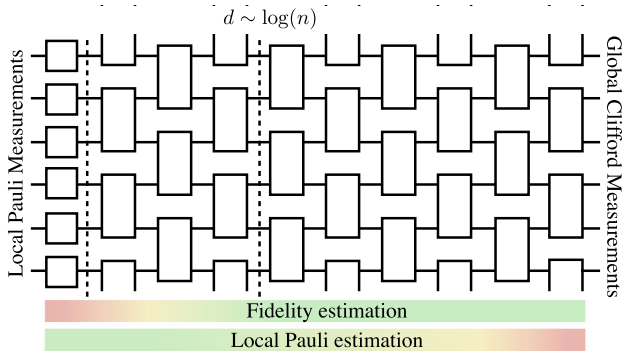 d ∼ log(n)
Local Pauli Measurements
Global Clifford Measurements
Fidelity estimation
Local Pauli estimation